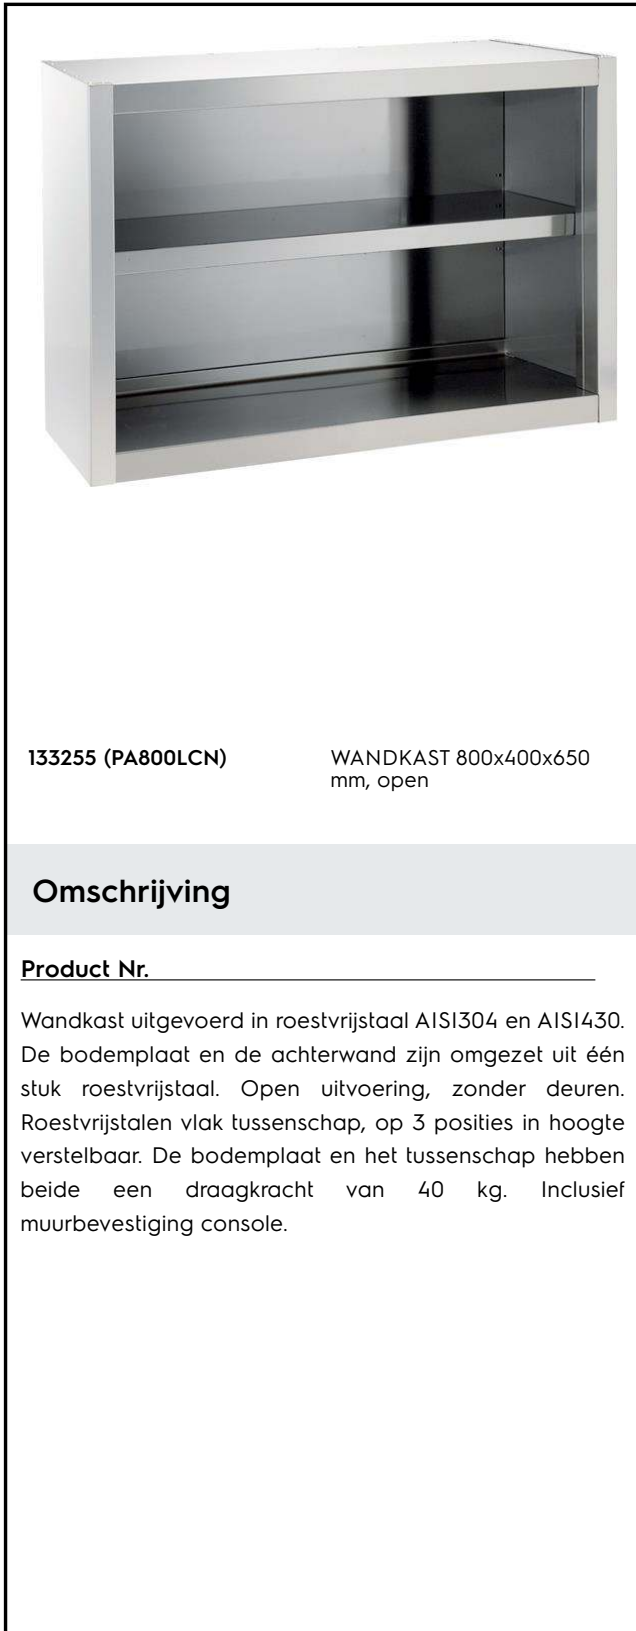 133255 (PA800LCN)
WANDKAST 800x400x650
mm, open
Omschrijving
Product Nr.
Wandkast uitgevoerd in roestvrijstaal AISI304 en AISI430.
De bodemplaat en de achterwand zijn omgezet uit één
stuk roestvrijstaal. Open uitvoering, zonder deuren.
Roestvrijstalen vlak tussenschap, op 3 posities in hoogte
verstelbaar. De bodemplaat en het tussenschap hebben
beide een draagkracht van 40 kg. Inclusief
muurbevestiging console.